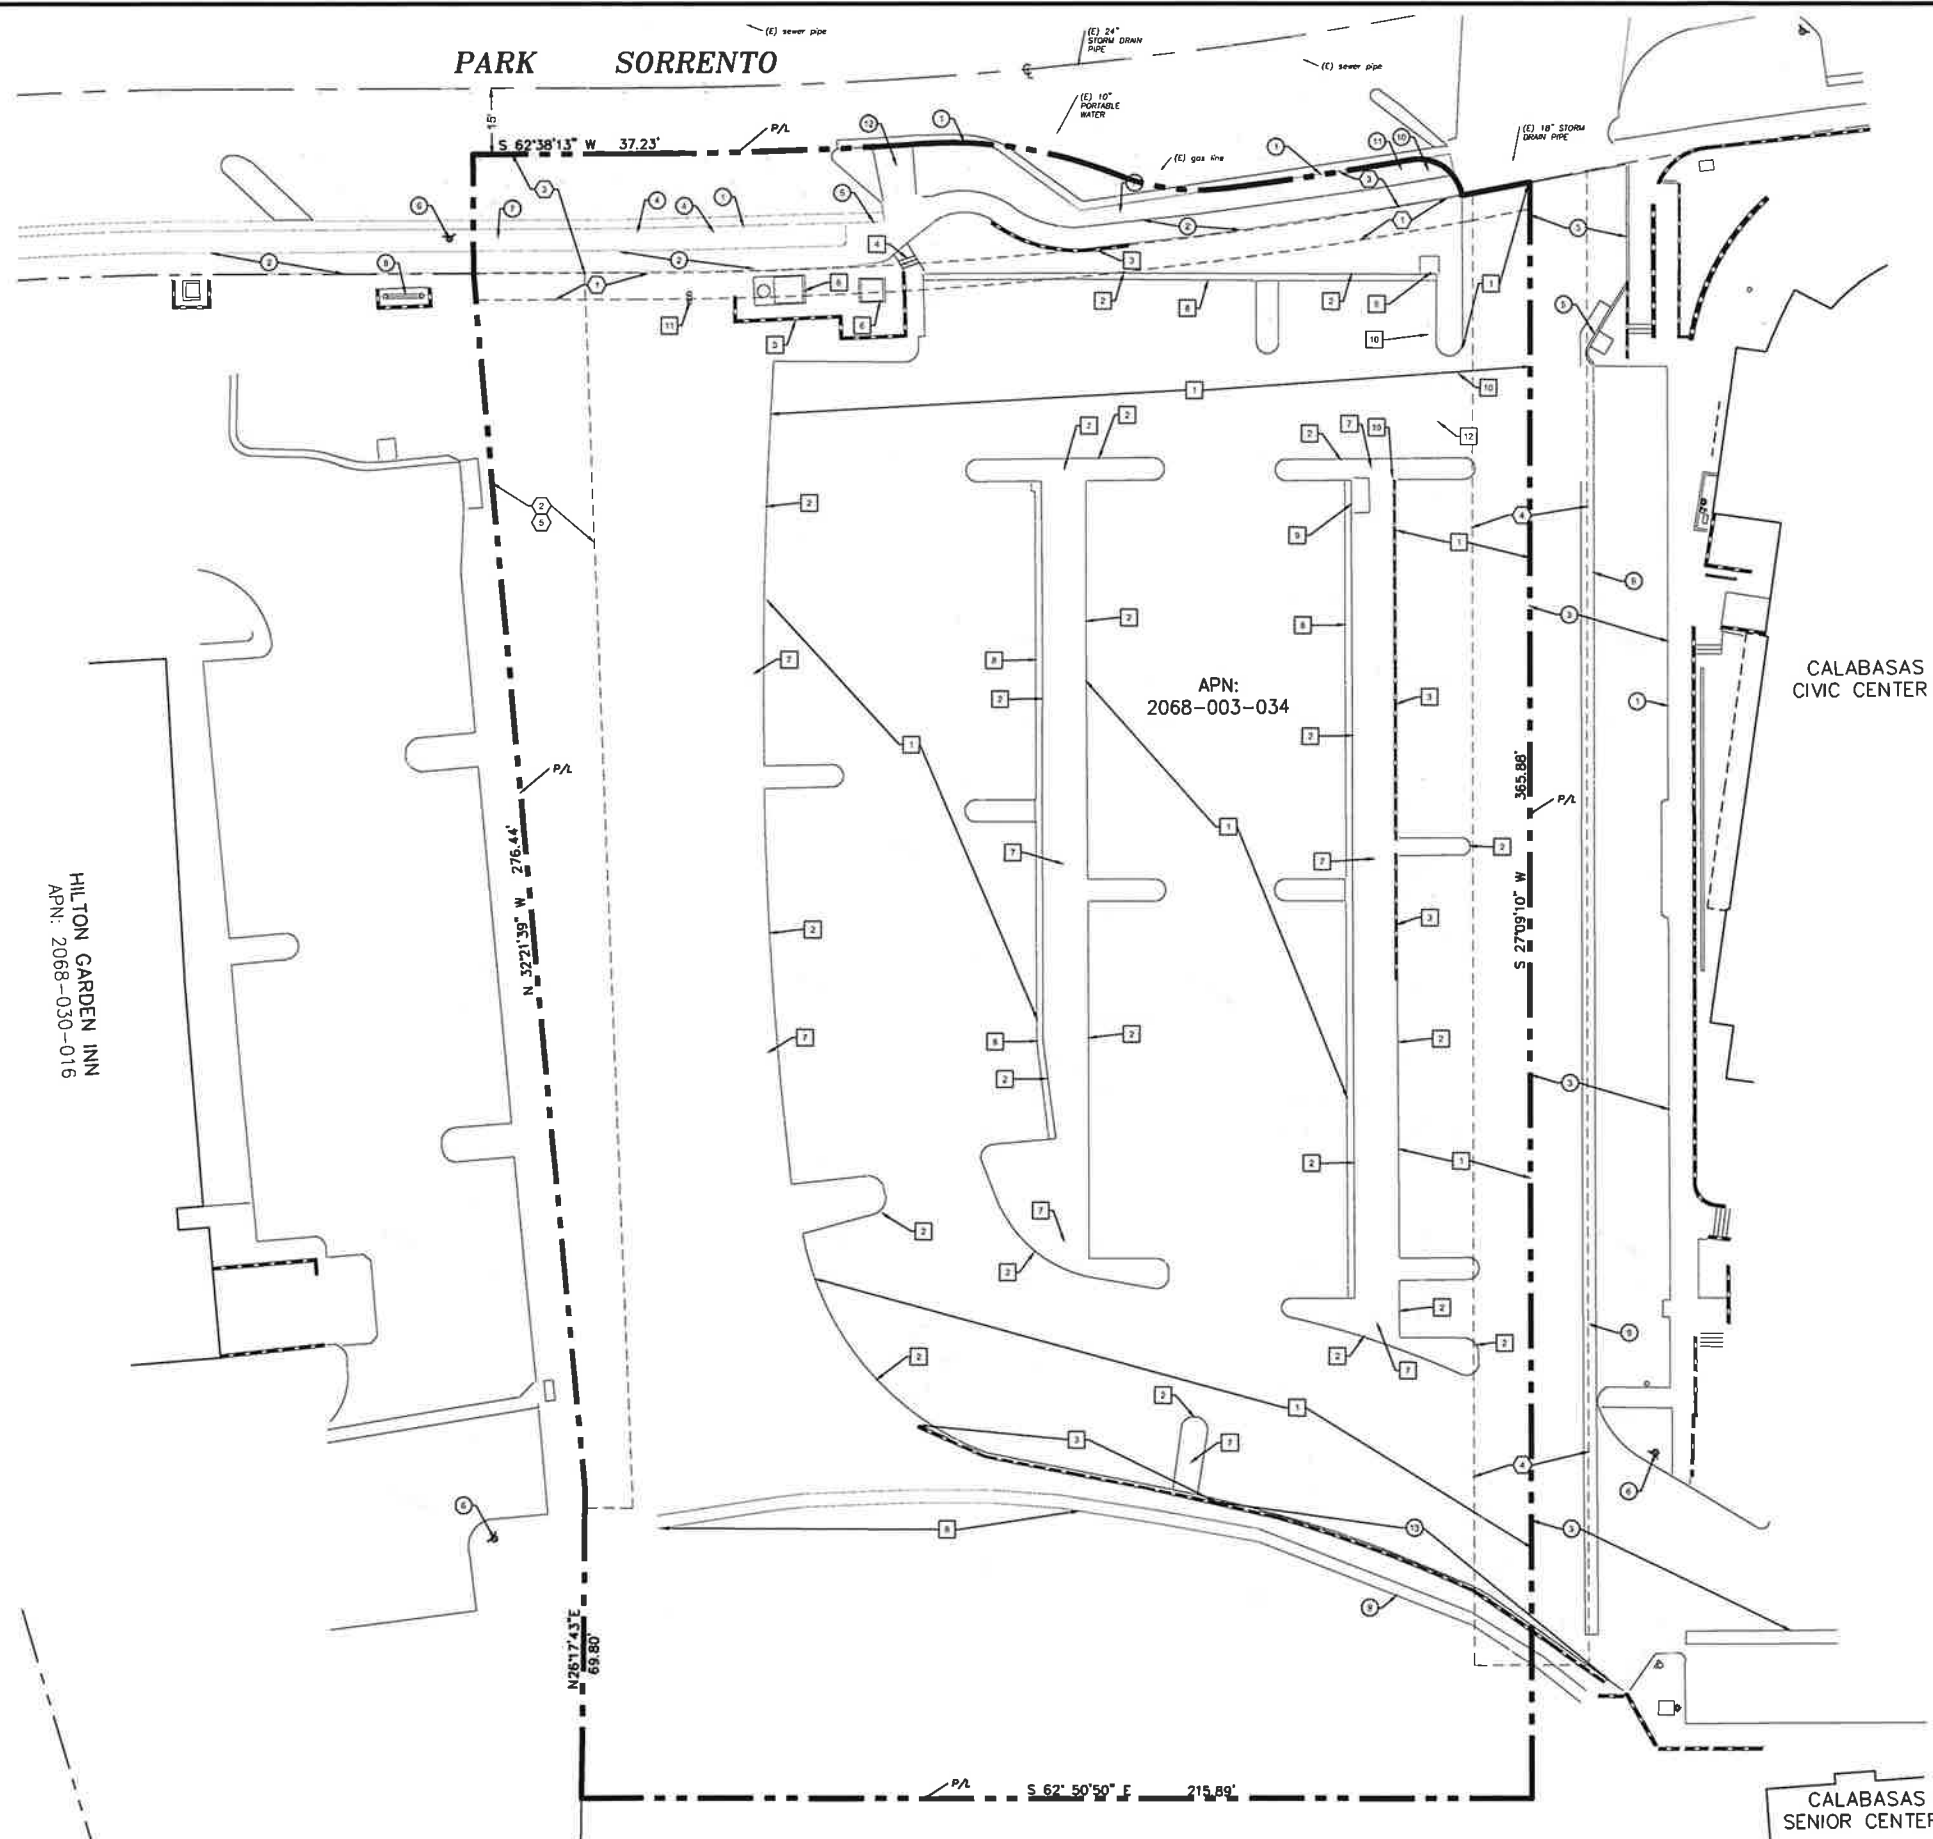 (E) sewer pipe
(E) 24"
STORM DRAIN
PIPE
PARK SORRENTO
(E) sewer pipe
15'
(E) 10"
PORTABLE
WATER
P/L
S 62°38'13" W 37.23'
(E) gas line
(E) 18" STORM
DRAIN PIPE
CALABASAS
CIVIC CENTER
APN:
2068-003-034
P/L
N 32°21'39" W 276.44'
S 27°09'10" W 365.88'
P/L
HILTON GARDEN INN
APN: 2068-030-016
N26°17'43"E
69.80'
P/L
S 62° 50'50" E 215.89'
CALABASAS
SENIOR CENTER